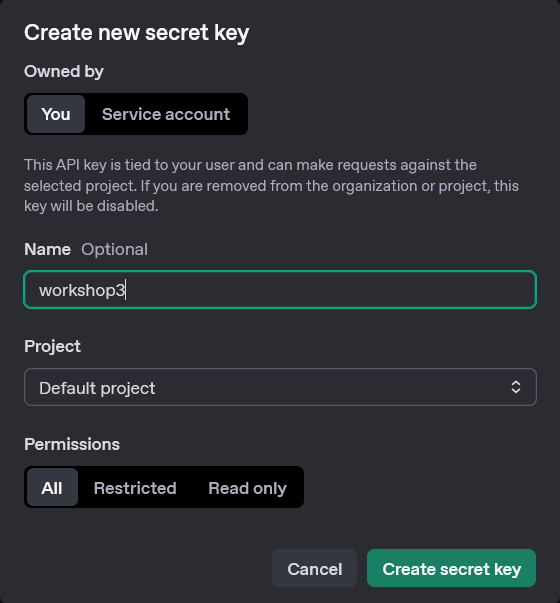 Create new secret key
Owned by
You Service account
This API key is tied to your user and can make requests against the
selected project. If you are removed from the organization or project, this
key will be disabled.
Name Optional
workshop3
Project
Default project
Permissions
All Restricted Read only
Cancel Create secret key